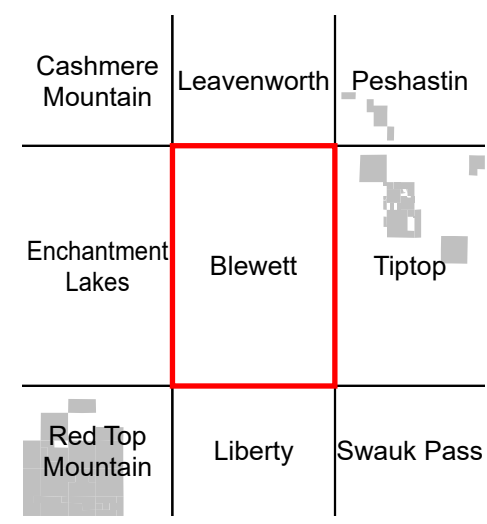 Cashmere
Mountain
Leavenworth
Peshastin
Enchantment
Lakes
Blewett
Tiptop
Red Top
Mountain
Liberty
Swauk Pass